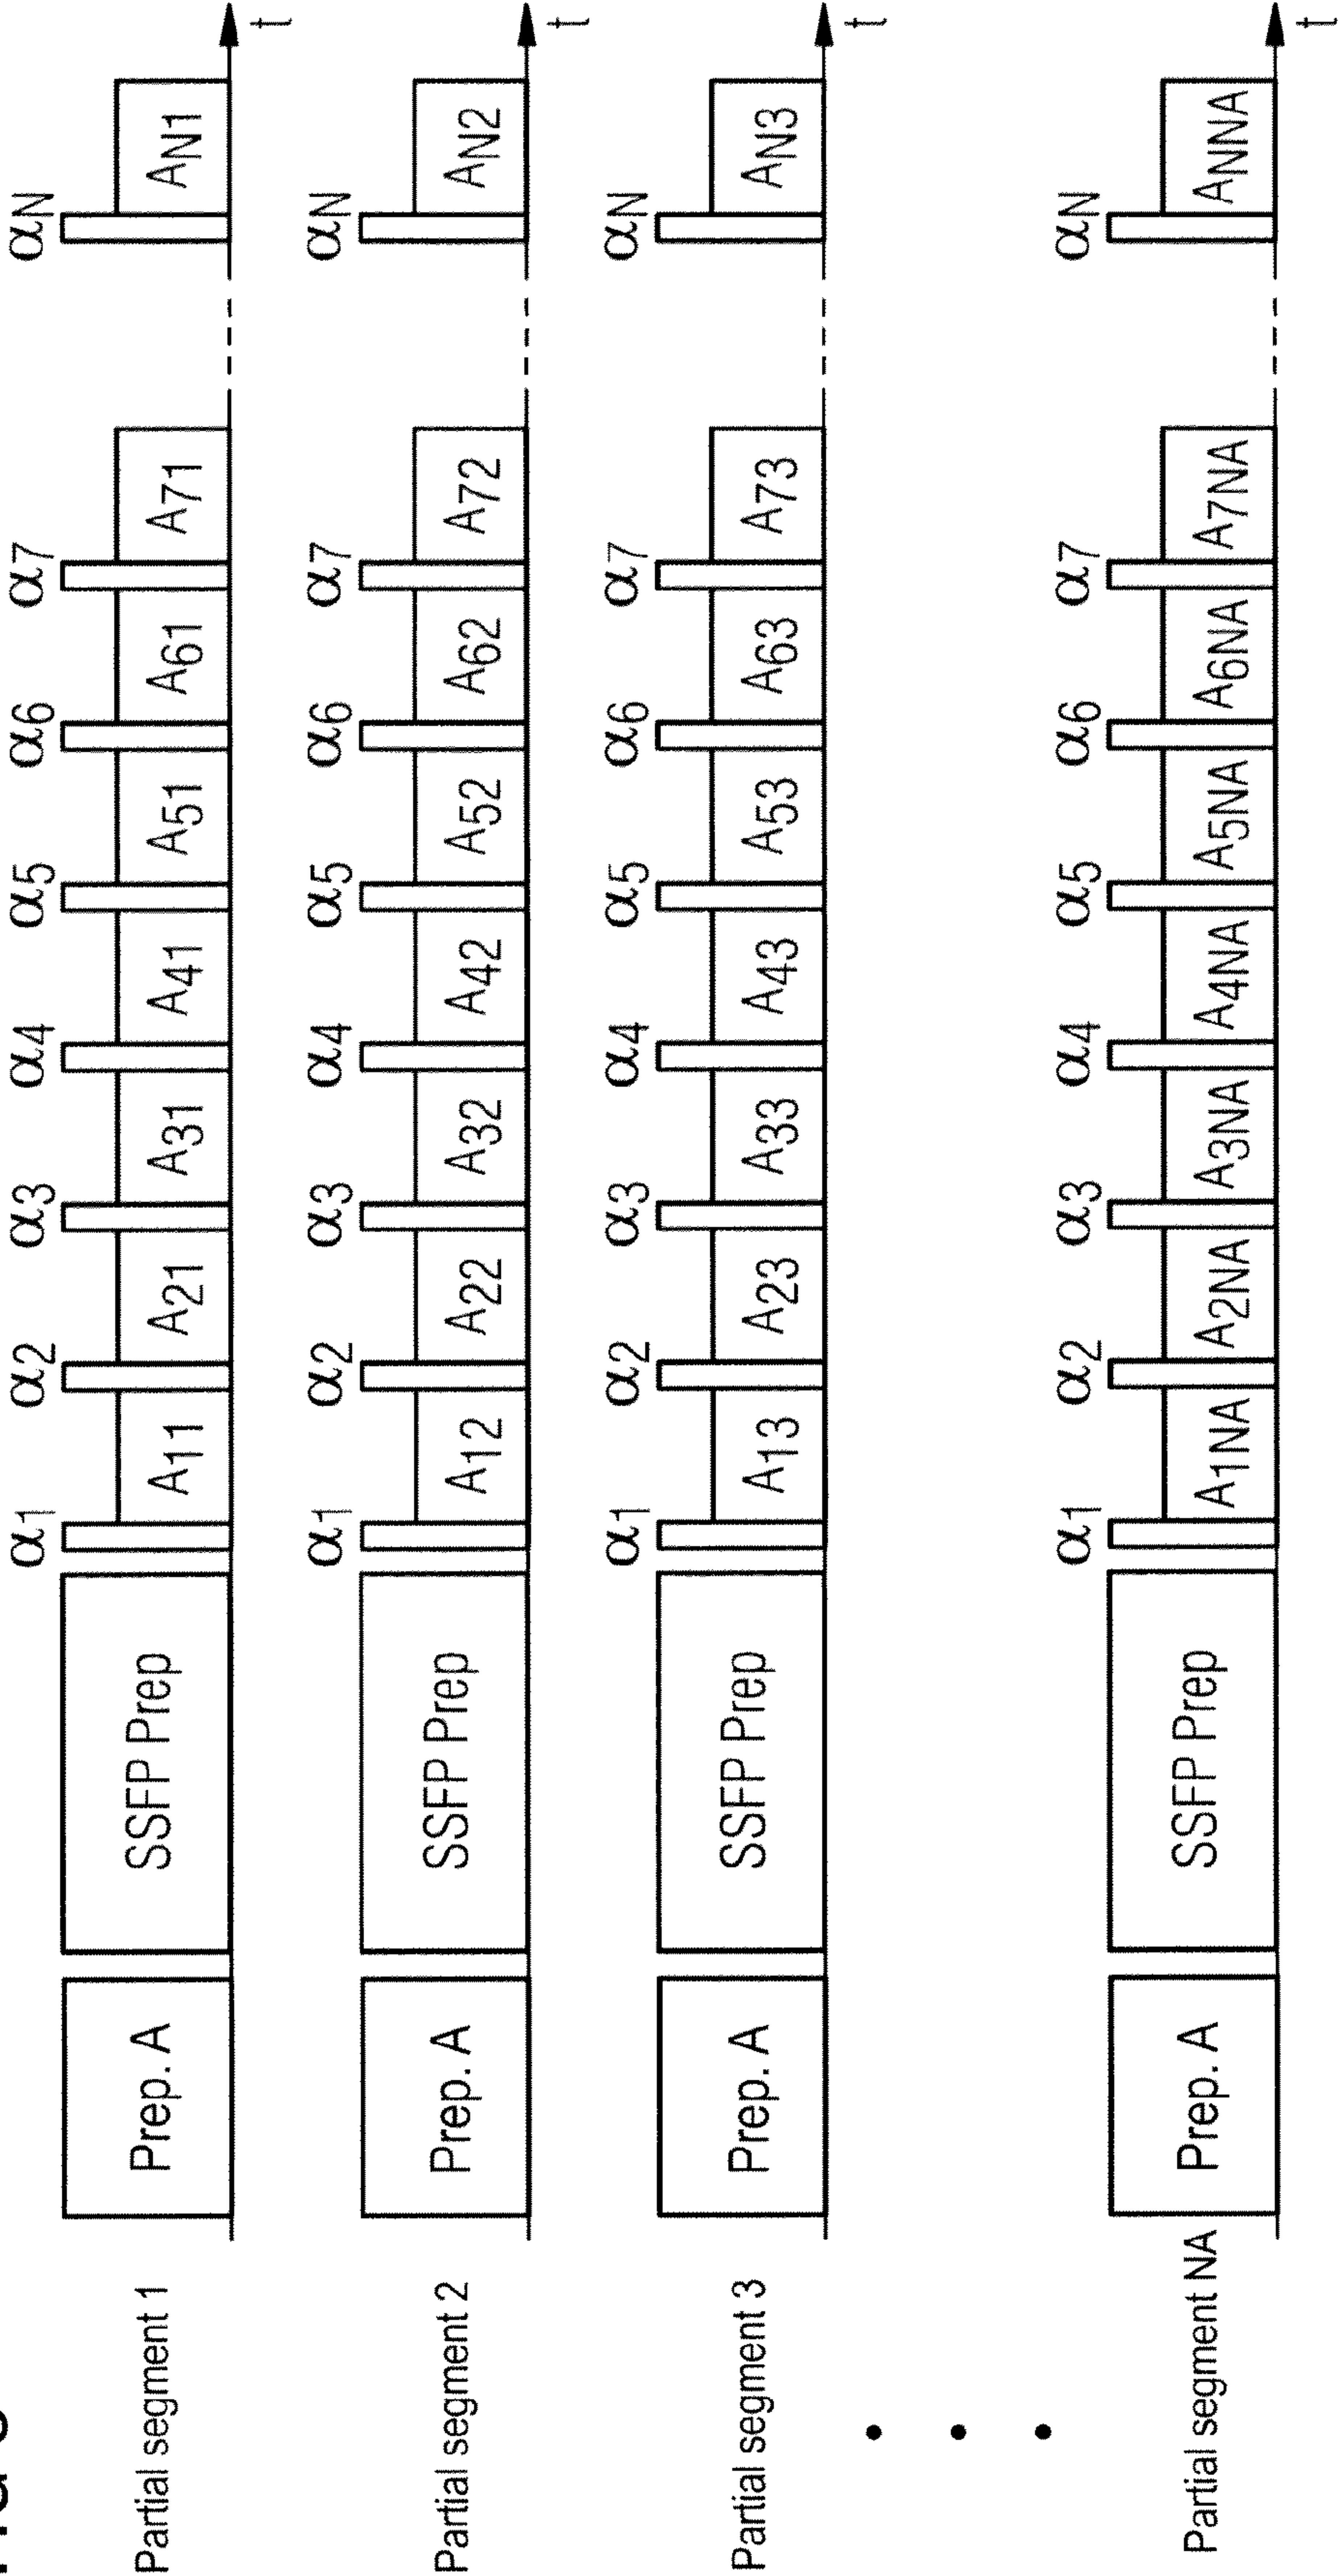 Partial segment 1
Prep. A
SSFP Prep
α1 α2 α3 α4 α5 α6 α7 αN
A11 A21 A31 A41 A51 A61 A71 AN1
t
Partial segment 2
Prep. A
SSFP Prep
α1 α2 α3 α4 α5 α6 α7 αN
A12 A22 A32 A42 A52 A62 A72 AN2
t
Partial segment 3
Prep. A
SSFP Prep
α1 α2 α3 α4 α5 α6 α7 αN
A13 A23 A33 A43 A53 A63 A73 AN3
t
Partial segment NA
Prep. A
SSFP Prep
α1 α2 α3 α4 α5 α6 α7 αN
A1NA A2NA A3NA A4NA A5NA A6NA A7NA ANNA
t